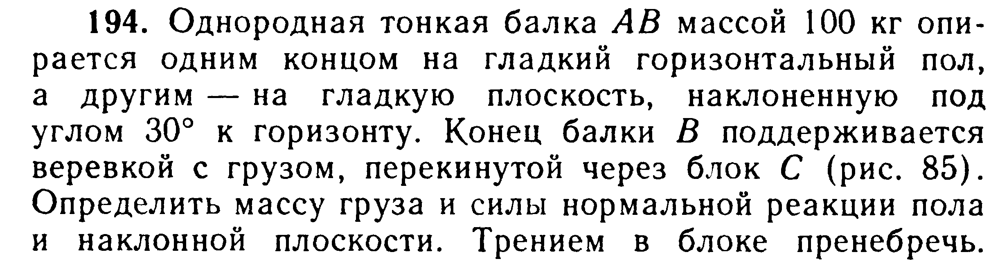 194. Однородная тонкая балка AB массой 100 кг опи-
рается одним концом на гладкий горизонтальный пол,
а другим — на гладкую плоскость, наклоненную под
углом 30° к горизонту. Конец балки B поддерживается
веревкой с грузом, перекинутой через блок C (рис. 85).
Определить массу груза и силы нормальной реакции пола
и наклонной плоскости. Трением в блоке пренебречь.